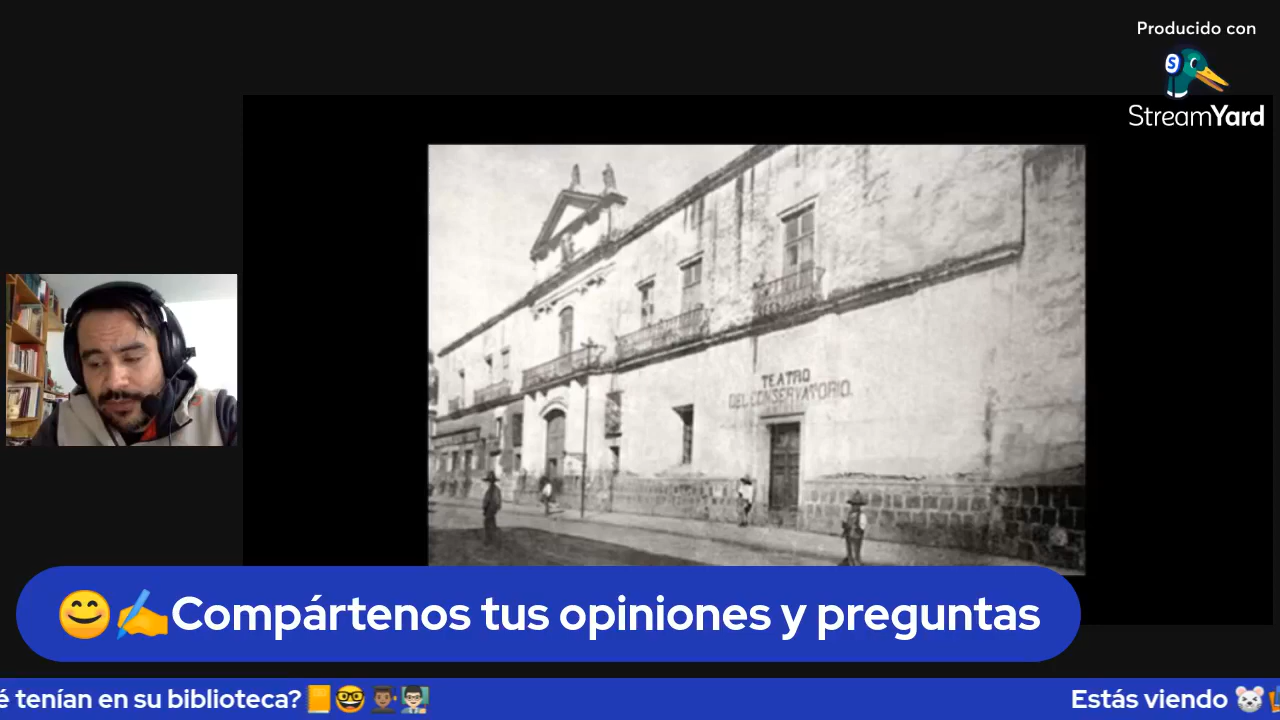 Producido con
StreamYard
TEATRO
DEL CONSERVATORIO.
😊✍️Compártenos tus opiniones y preguntas
é tenían en su biblioteca?📒🤓👨🏾‍🎓👨🏻‍🏫
Estás viendo 🐭